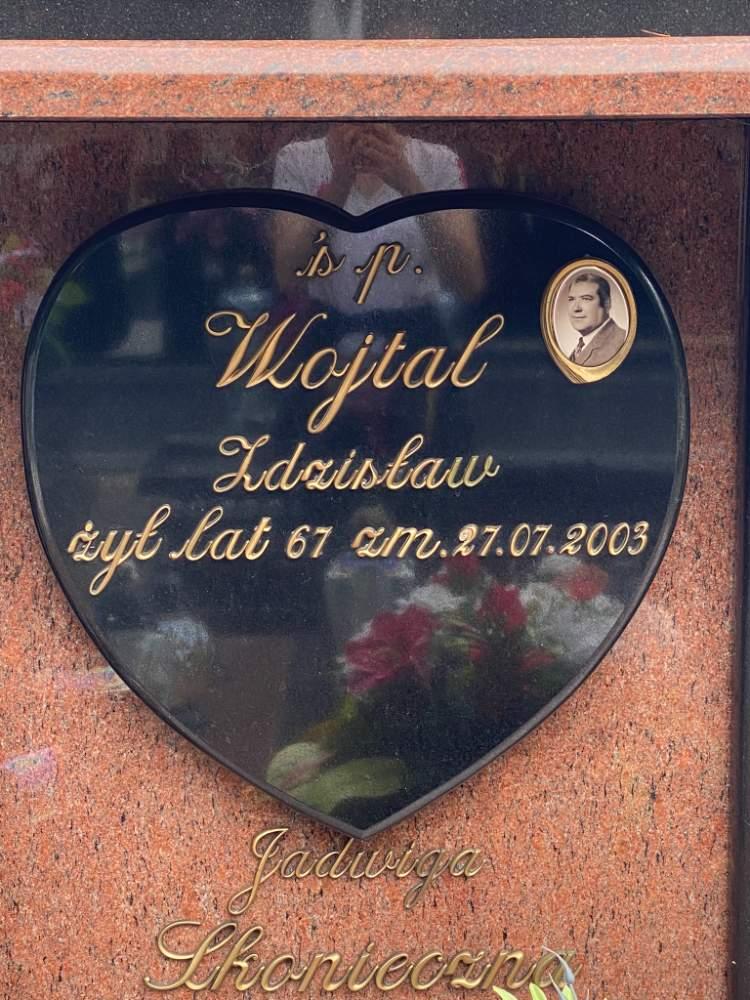 ś p.
Wojtal
Zdzisław
żył lat 67 zm. 27.07.2003
Jadwiga
Skonieczna